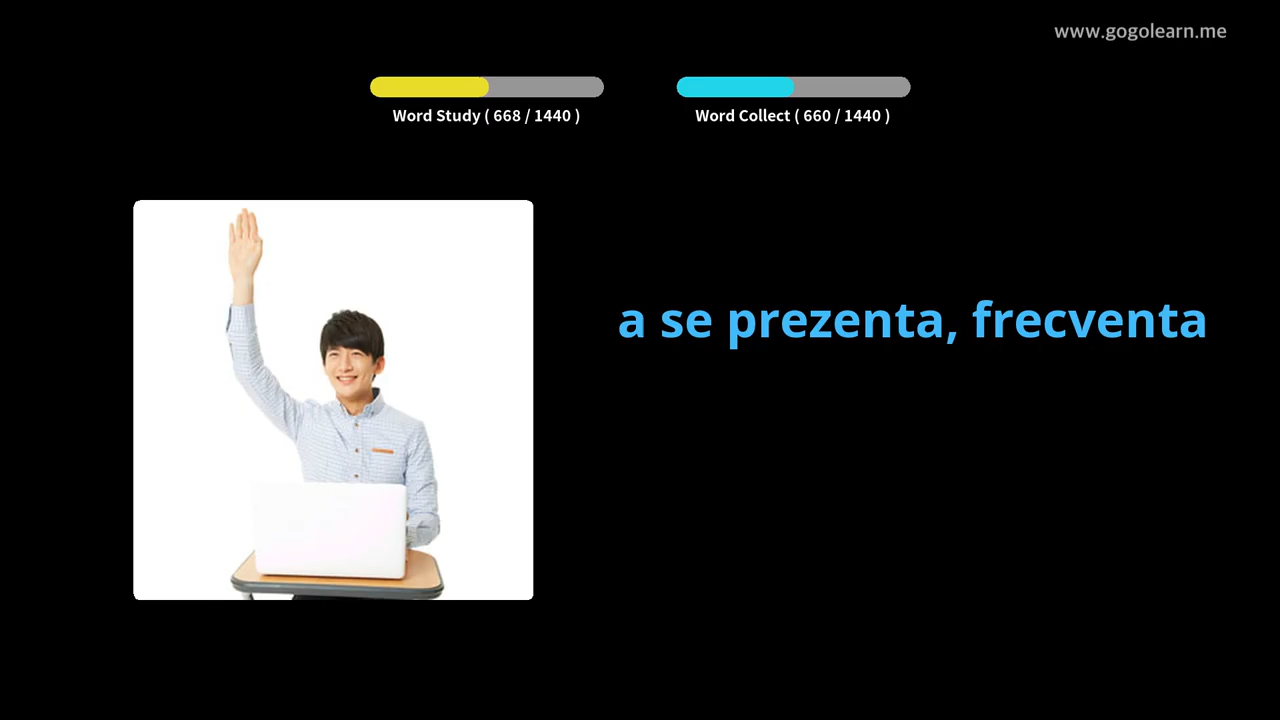 www.gogolearn.me
Word Study ( 668 / 1440 )
Word Collect ( 660 / 1440 )
a se prezenta, frecventa